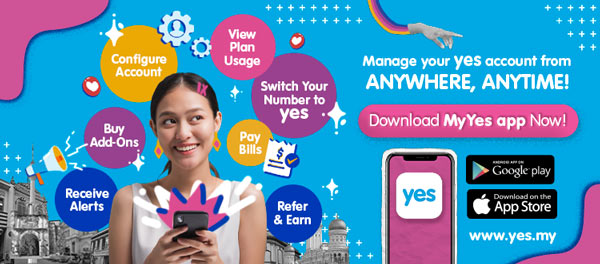 View
Plan
Usage
Configure
Account
Switch Your
Number to
yes
Buy
Add-Ons
Pay
Bills
Receive
Alerts
Refer
& Earn
Manage your yes account from
ANYWHERE, ANYTIME!
Download MyYes app Now!
yes
ANDROID APP ON
Google play
Download on the
App Store
www.yes.my